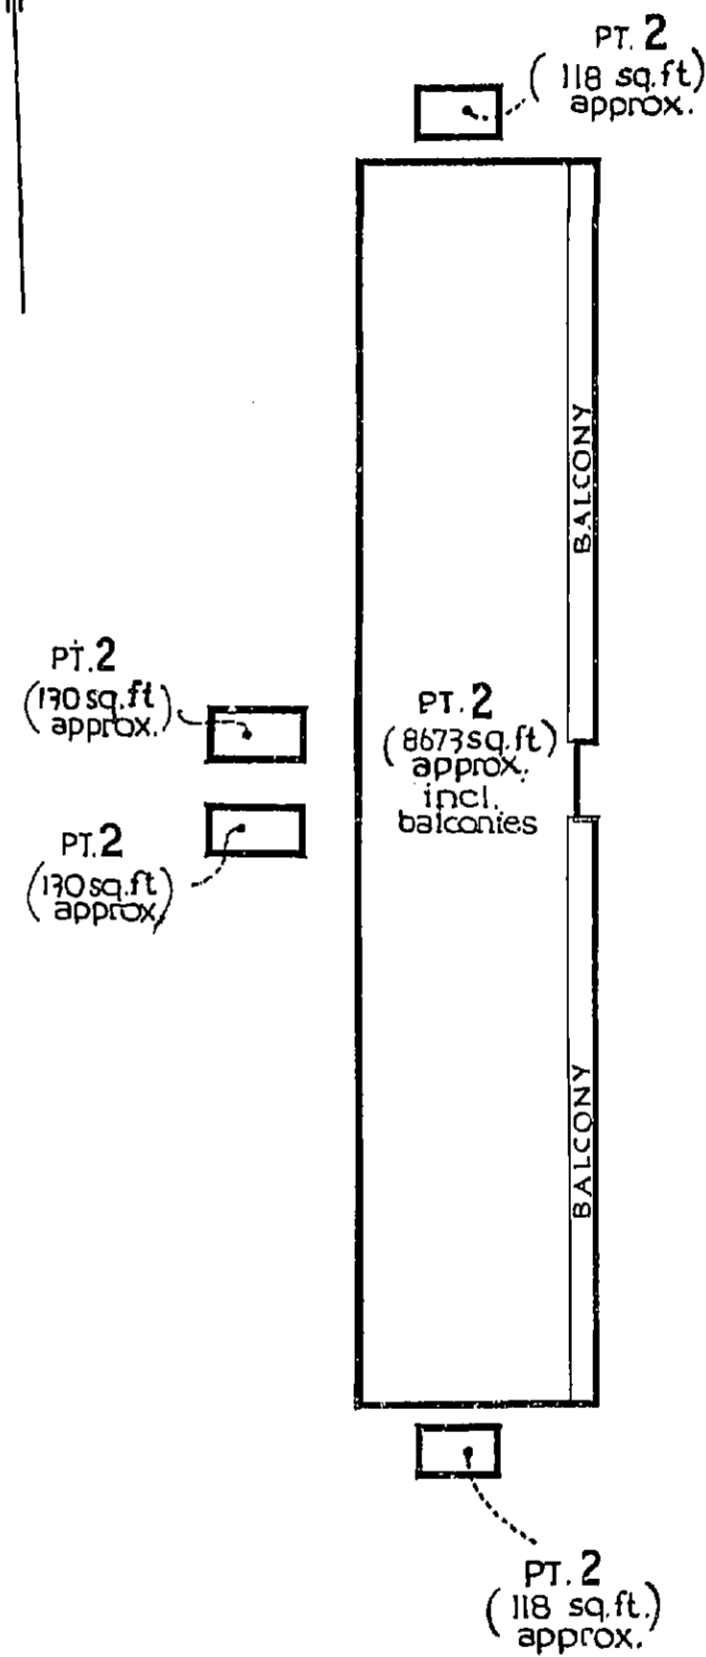 PT. 2
(118 sq.ft)
approx.
BALCONY
PT. 2
(130 sq.ft)
approx.
PT. 2
(8673 sq.ft)
approx.
incl.
balconies
PT. 2
(130 sq.ft)
approx.
BALCONY
PT. 2
(118 sq.ft.)
approx.